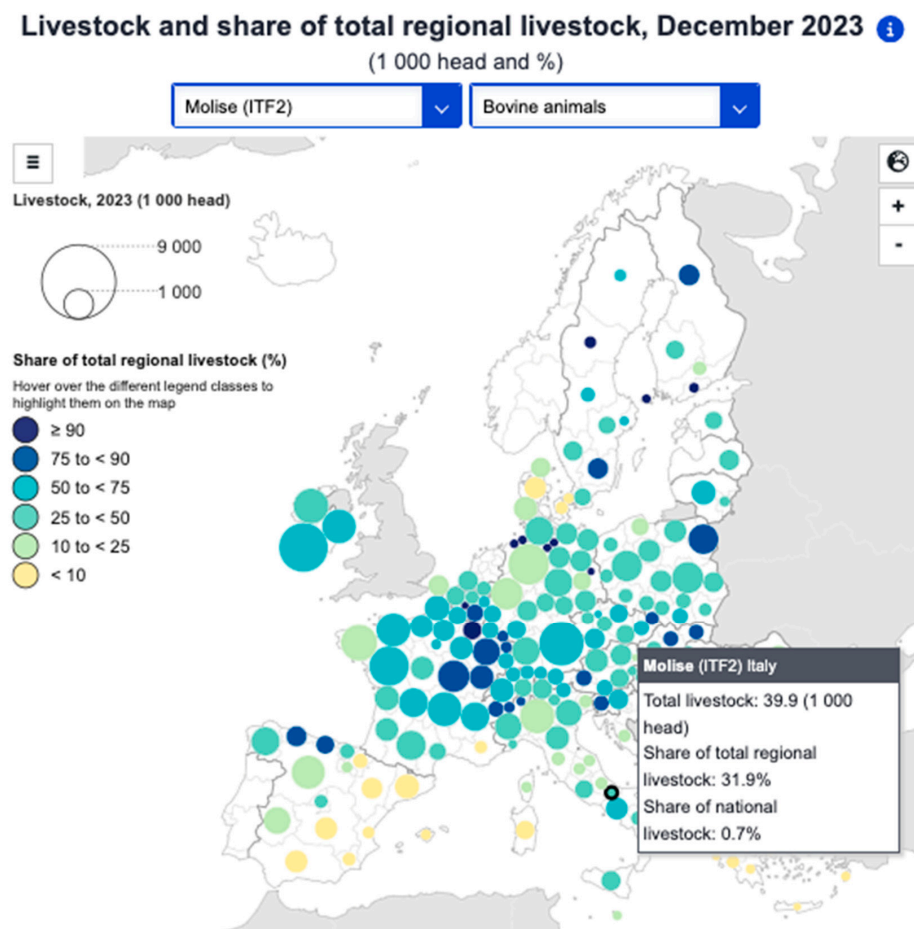 Livestock and share of total regional livestock, December 2023 i
(1 000 head and %)
Molise (ITF2)
Bovine animals
Livestock, 2023 (1 000 head)
9 000
1 000
+
-
Share of total regional livestock (%)
Hover over the different legend classes to
highlight them on the map
≥ 90
75 to < 90
50 to < 75
25 to < 50
10 to < 25
< 10
Molise (ITF2) Italy
Total livestock: 39.9 (1 000
head)
Share of total regional
livestock: 31.9%
Share of national
livestock: 0.7%